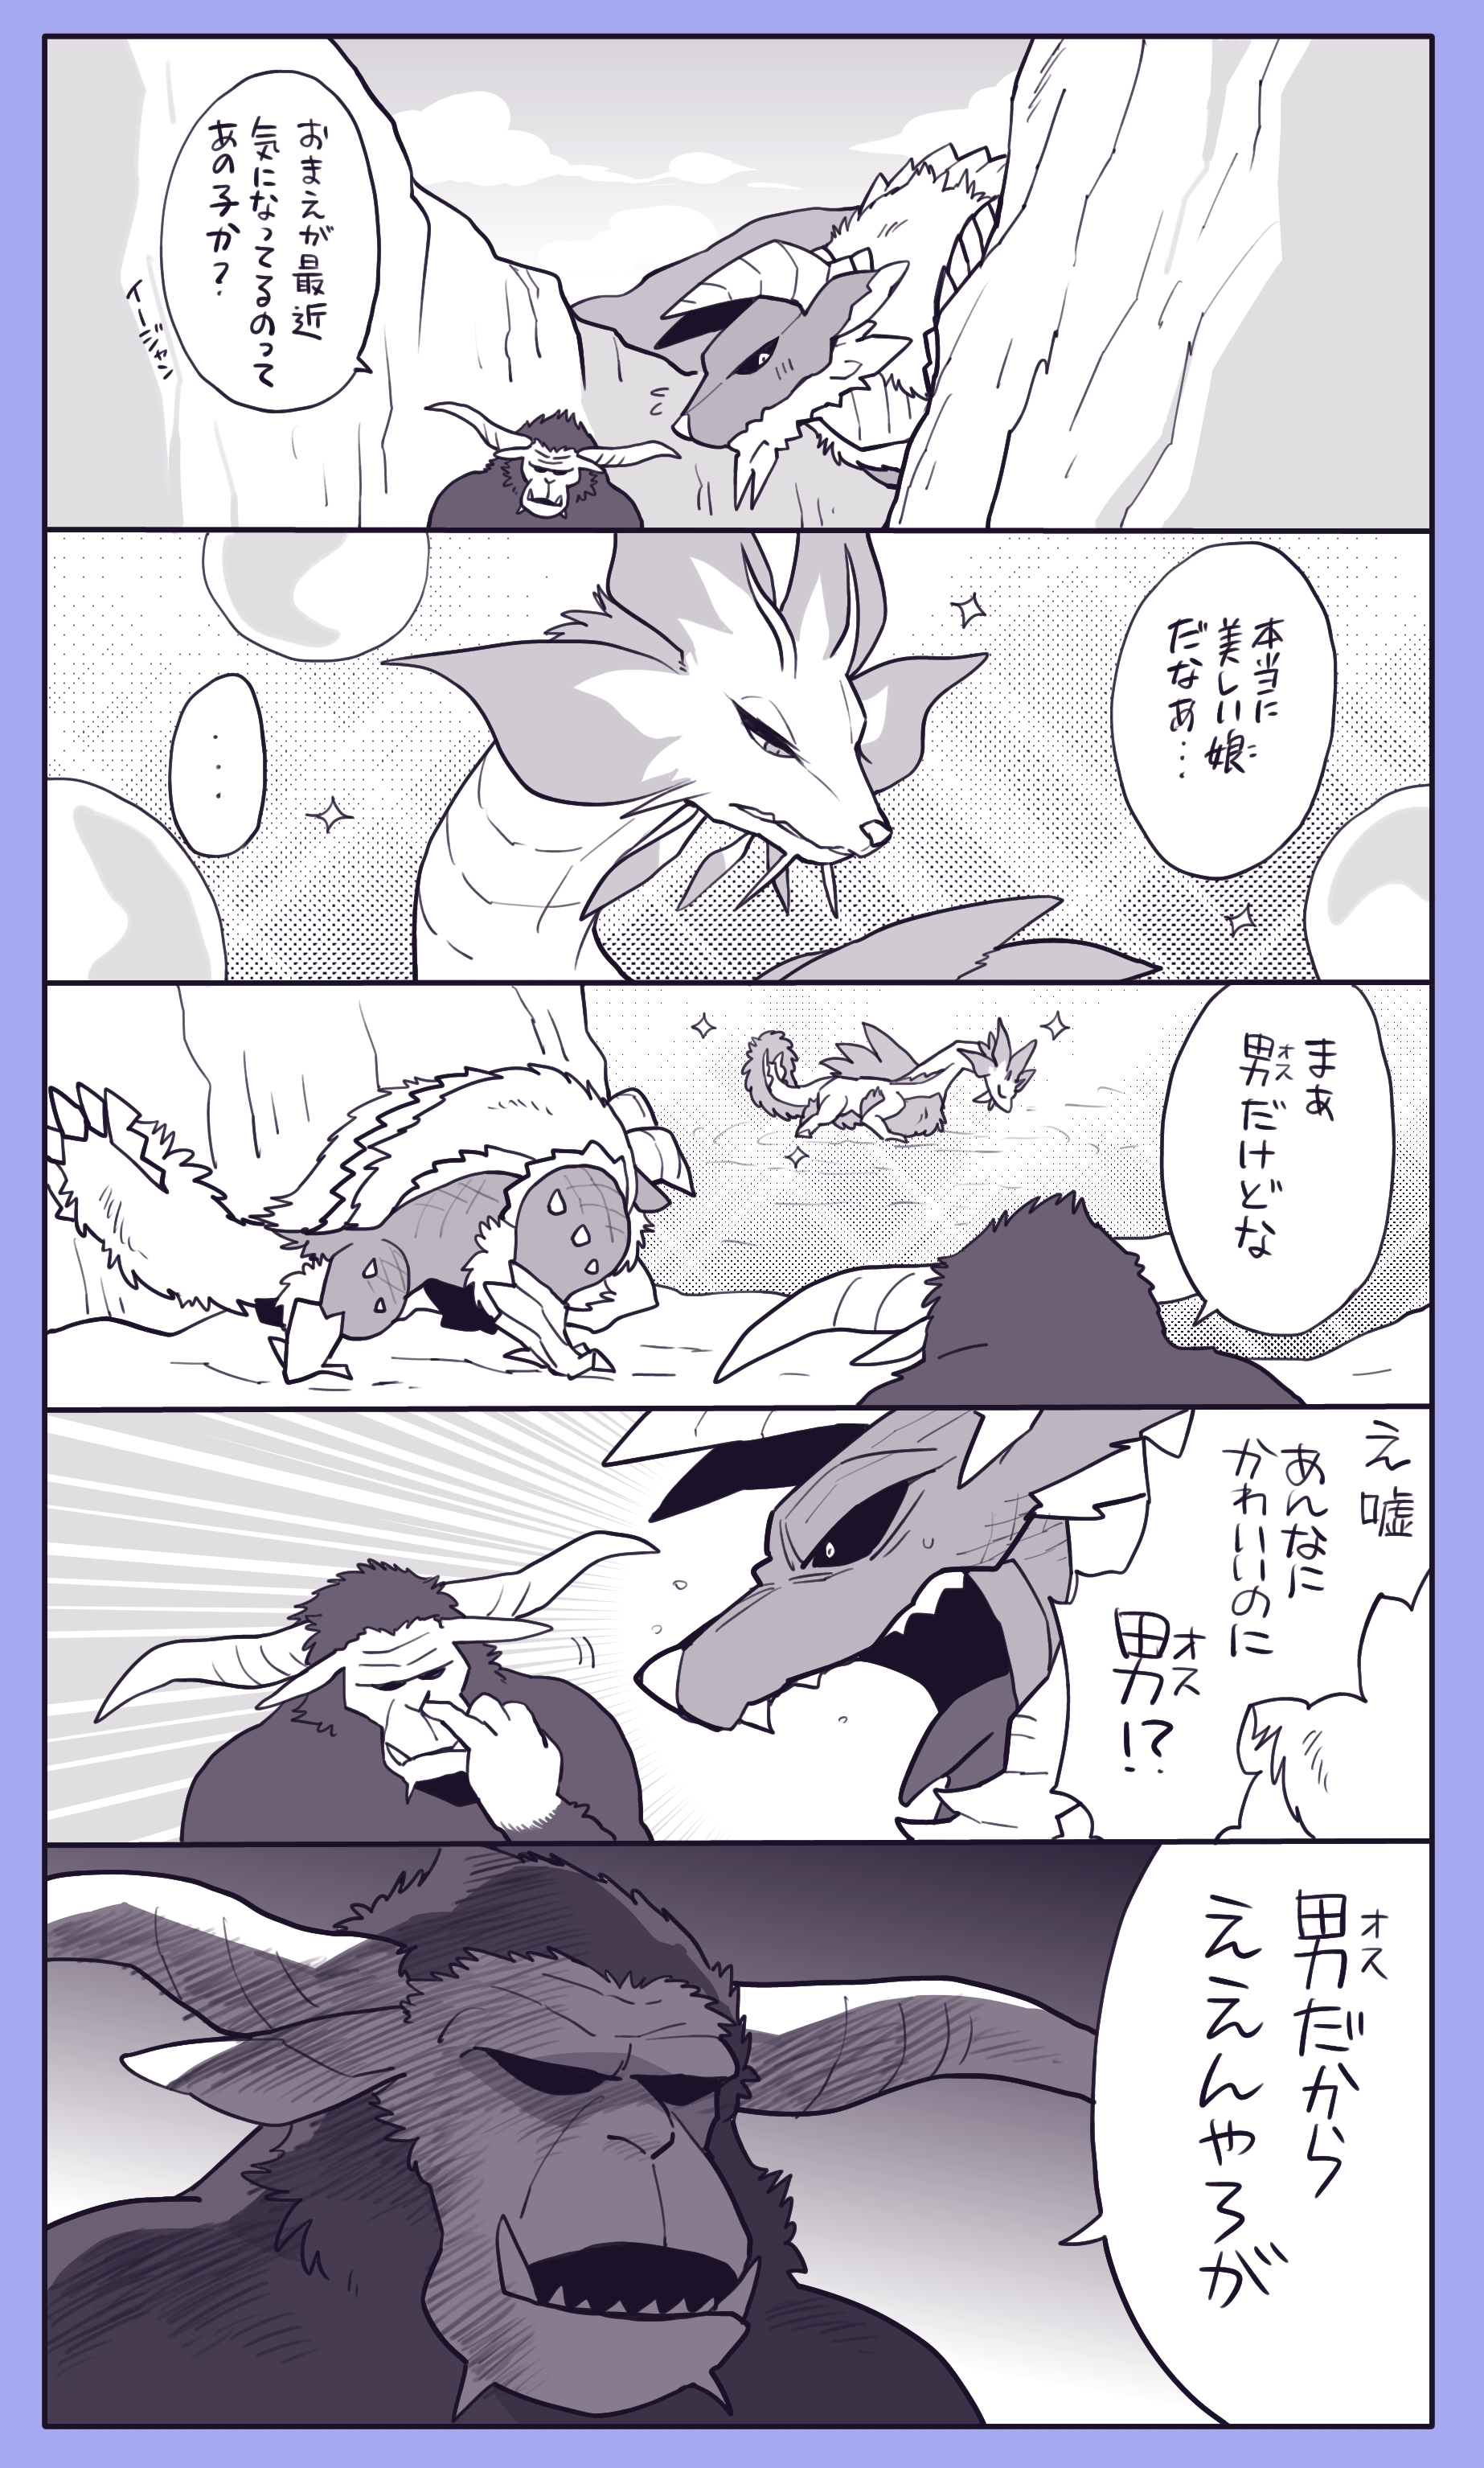 おまえが最近
気になってるのって
あの子か?
イージャン
本当に
美しい娘
だなあ…
…
まあ
男だけどな
オス
え嘘
あんなに
かわいいのに
男!?
オス
男だから
オス
ええんやろが